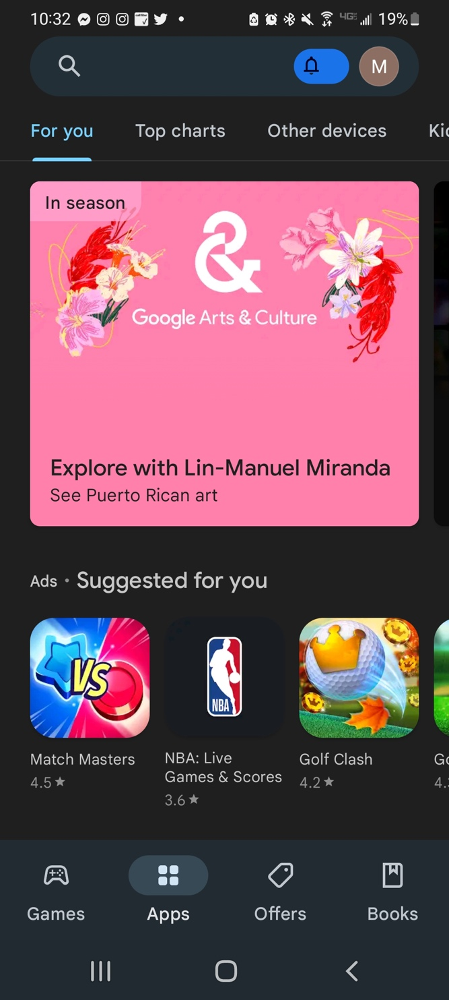 10:32 19%
M
For you Top charts Other devices Kic
In season
&
Google Arts & Culture
Explore with Lin-Manuel Miranda
See Puerto Rican art
Ads • Suggested for you
VS
NBA
Match Masters
4.5 ★
NBA: Live
Games & Scores
3.6 ★
Golf Clash
4.2 ★
Go
4.
Games Apps Offers Books